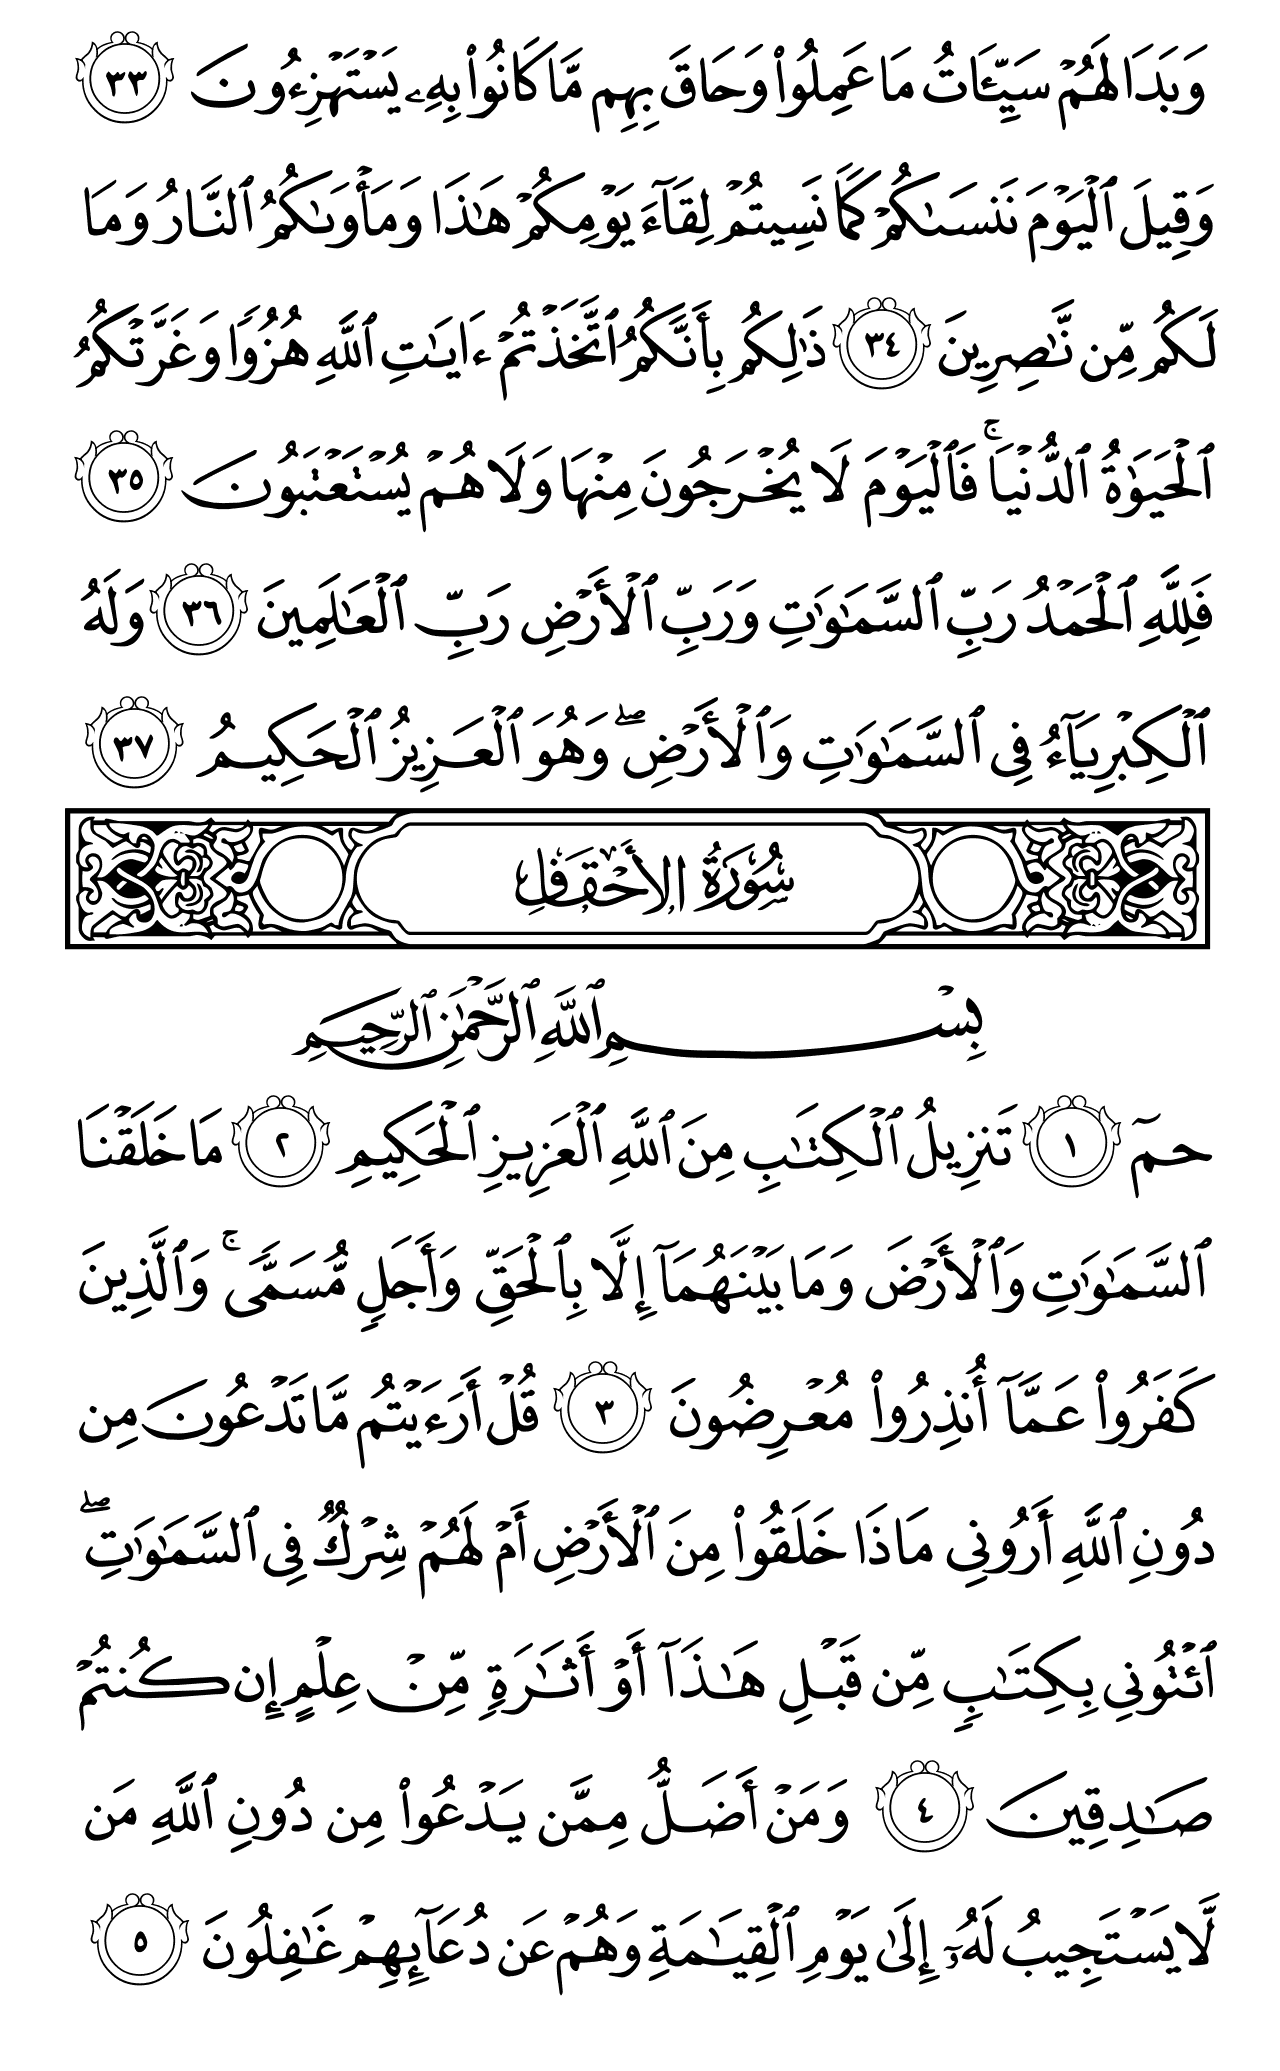 وَبَدَا لَهُمْ سَيِّـَٔاتُ مَا عَمِلُوا۟ وَحَاقَ بِهِم مَّا كَانُوا۟ بِهِۦ يَسْتَهْزِءُونَ ٣٣
وَقِيلَ ٱلْيَوْمَ نَنسَىٰكُمْ كَمَا نَسِيتُمْ لِقَآءَ يَوْمِكُمْ هَـٰذَا وَمَأْوَىٰكُمُ ٱلنَّارُ وَمَا
لَكُم مِّن نَّـٰصِرِينَ ٣٤ ذَٰلِكُم بِأَنَّكُمُ ٱتَّخَذْتُمْ ءَايَـٰتِ ٱللَّهِ هُزُوًا وَغَرَّتْكُمُ
ٱلْحَيَوٰةُ ٱلدُّنْيَا ۚ فَٱلْيَوْمَ لَا يُخْرَجُونَ مِنْهَا وَلَا هُمْ يُسْتَعْتَبُونَ ٣٥
فَلِلَّهِ ٱلْحَمْدُ رَبِّ ٱلسَّمَـٰوَٰتِ وَرَبِّ ٱلْأَرْضِ رَبِّ ٱلْعَـٰلَمِينَ ٣٦ وَلَهُ
ٱلْكِبْرِيَآءُ فِى ٱلسَّمَـٰوَٰتِ وَٱلْأَرْضِ ۖ وَهُوَ ٱلْعَزِيزُ ٱلْحَكِيمُ ٣٧
سُورَةُ الأَحْقَافِ
بِسْمِ ٱللَّهِ ٱلرَّحْمَـٰنِ ٱلرَّحِيمِ
حمٓ ١ تَنزِيلُ ٱلْكِتَـٰبِ مِنَ ٱللَّهِ ٱلْعَزِيزِ ٱلْحَكِيمِ ٢ مَا خَلَقْنَا
ٱلسَّمَـٰوَٰتِ وَٱلْأَرْضَ وَمَا بَيْنَهُمَآ إِلَّا بِٱلْحَقِّ وَأَجَلٍ مُّسَمًّى ۚ وَٱلَّذِينَ
كَفَرُوا۟ عَمَّآ أُنذِرُوا۟ مُعْرِضُونَ ٣ قُلْ أَرَءَيْتُم مَّا تَدْعُونَ مِن
دُونِ ٱللَّهِ أَرُونِى مَاذَا خَلَقُوا۟ مِنَ ٱلْأَرْضِ أَمْ لَهُمْ شِرْكٌ فِى ٱلسَّمَـٰوَٰتِ ۖ
ٱئْتُونِى بِكِتَـٰبٍ مِّن قَبْلِ هَـٰذَآ أَوْ أَثَـٰرَةٍ مِّنْ عِلْمٍ إِن كُنتُمْ
صَـٰدِقِينَ ٤ وَمَنْ أَضَلُّ مِمَّن يَدْعُوا۟ مِن دُونِ ٱللَّهِ مَن
لَّا يَسْتَجِيبُ لَهُۥٓ إِلَىٰ يَوْمِ ٱلْقِيَـٰمَةِ وَهُمْ عَن دُعَآئِهِمْ غَـٰفِلُونَ ٥